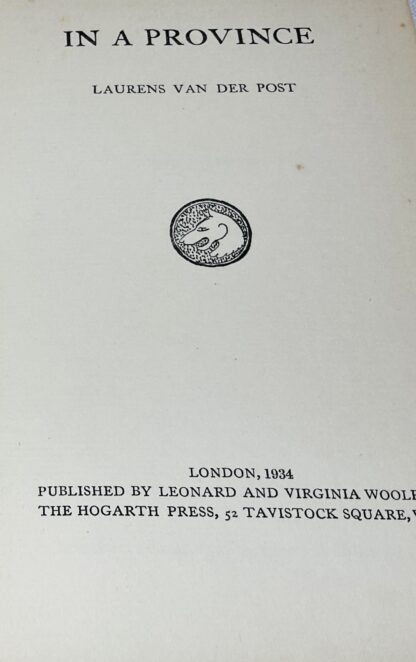 IN A PROVINCE
LAURENS VAN DER POST
LONDON, 1934
PUBLISHED BY LEONARD AND VIRGINIA WOOLF
THE HOGARTH PRESS, 52 TAVISTOCK SQUARE,